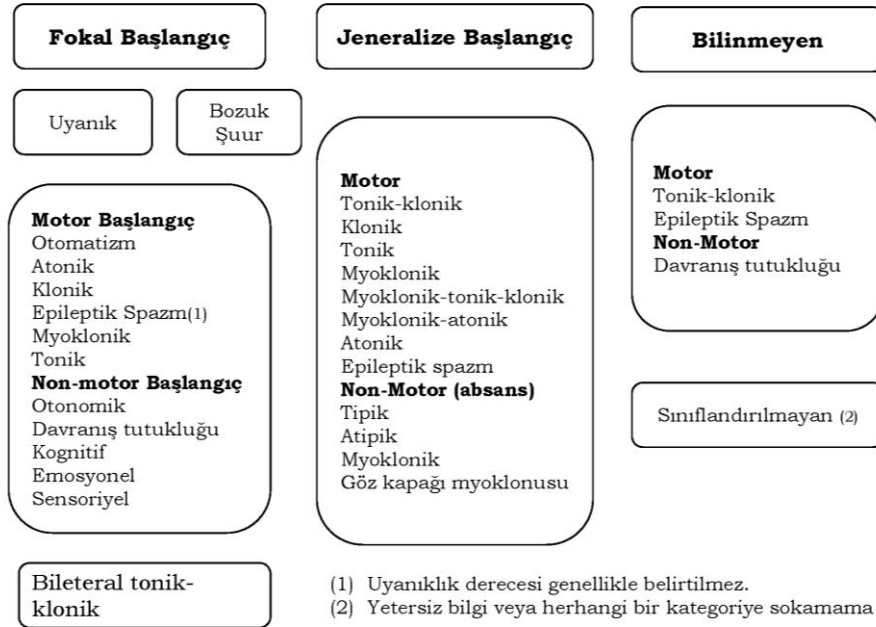 Fokal Başlangıç
Uyanık
Bozuk
Şuur
Motor Başlangıç
Otomatizm
Atonik
Klonik
Epileptik Spazm(1)
Myoklonik
Tonik
Non-motor Başlangıç
Otonomik
Davranış tutukluğu
Kognitif
Emosyonel
Sensoriyel
Bileteral tonik-
klonik
Jeneralize Başlangıç
Motor
Tonik-klonik
Klonik
Tonik
Myoklonik
Myoklonik-tonik-klonik
Myoklonik-atonik
Atonik
Epileptik spazm
Non-Motor (absans)
Tipik
Atipik
Myoklonik
Göz kapağı myoklonusu
Bilinmeyen
Motor
Tonik-klonik
Epileptik Spazm
Non-Motor
Davranış tutukluğu
Sınıflandırılmayan (2)
(1) Uyanıklık derecesi genellikle belirtilmez.
(2) Yetersiz bilgi veya herhangi bir kategoriye sokamama